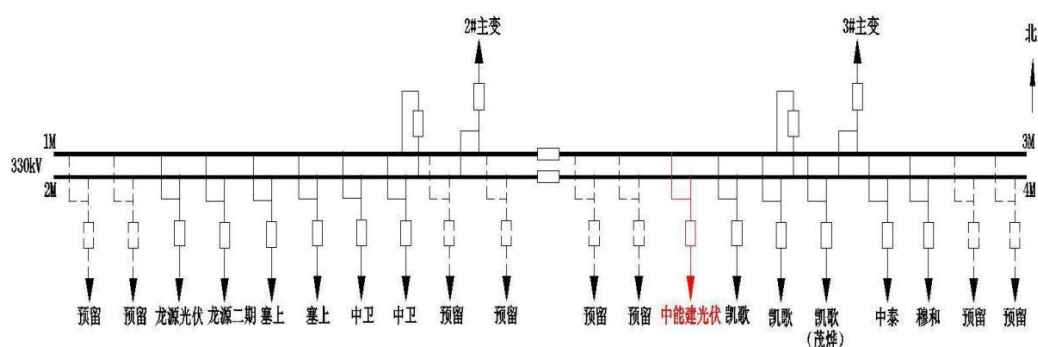 2#主变
3#主变
北
1M
3M
330kV
2M
4M
预留
预留
龙源光伏
龙源二期
塞上
塞上
中卫
中卫
预留
预留
预留
预留
中能建光伏
凯歌
凯歌
凯歌
(茂烨)
中泰
穆和
预留
预留